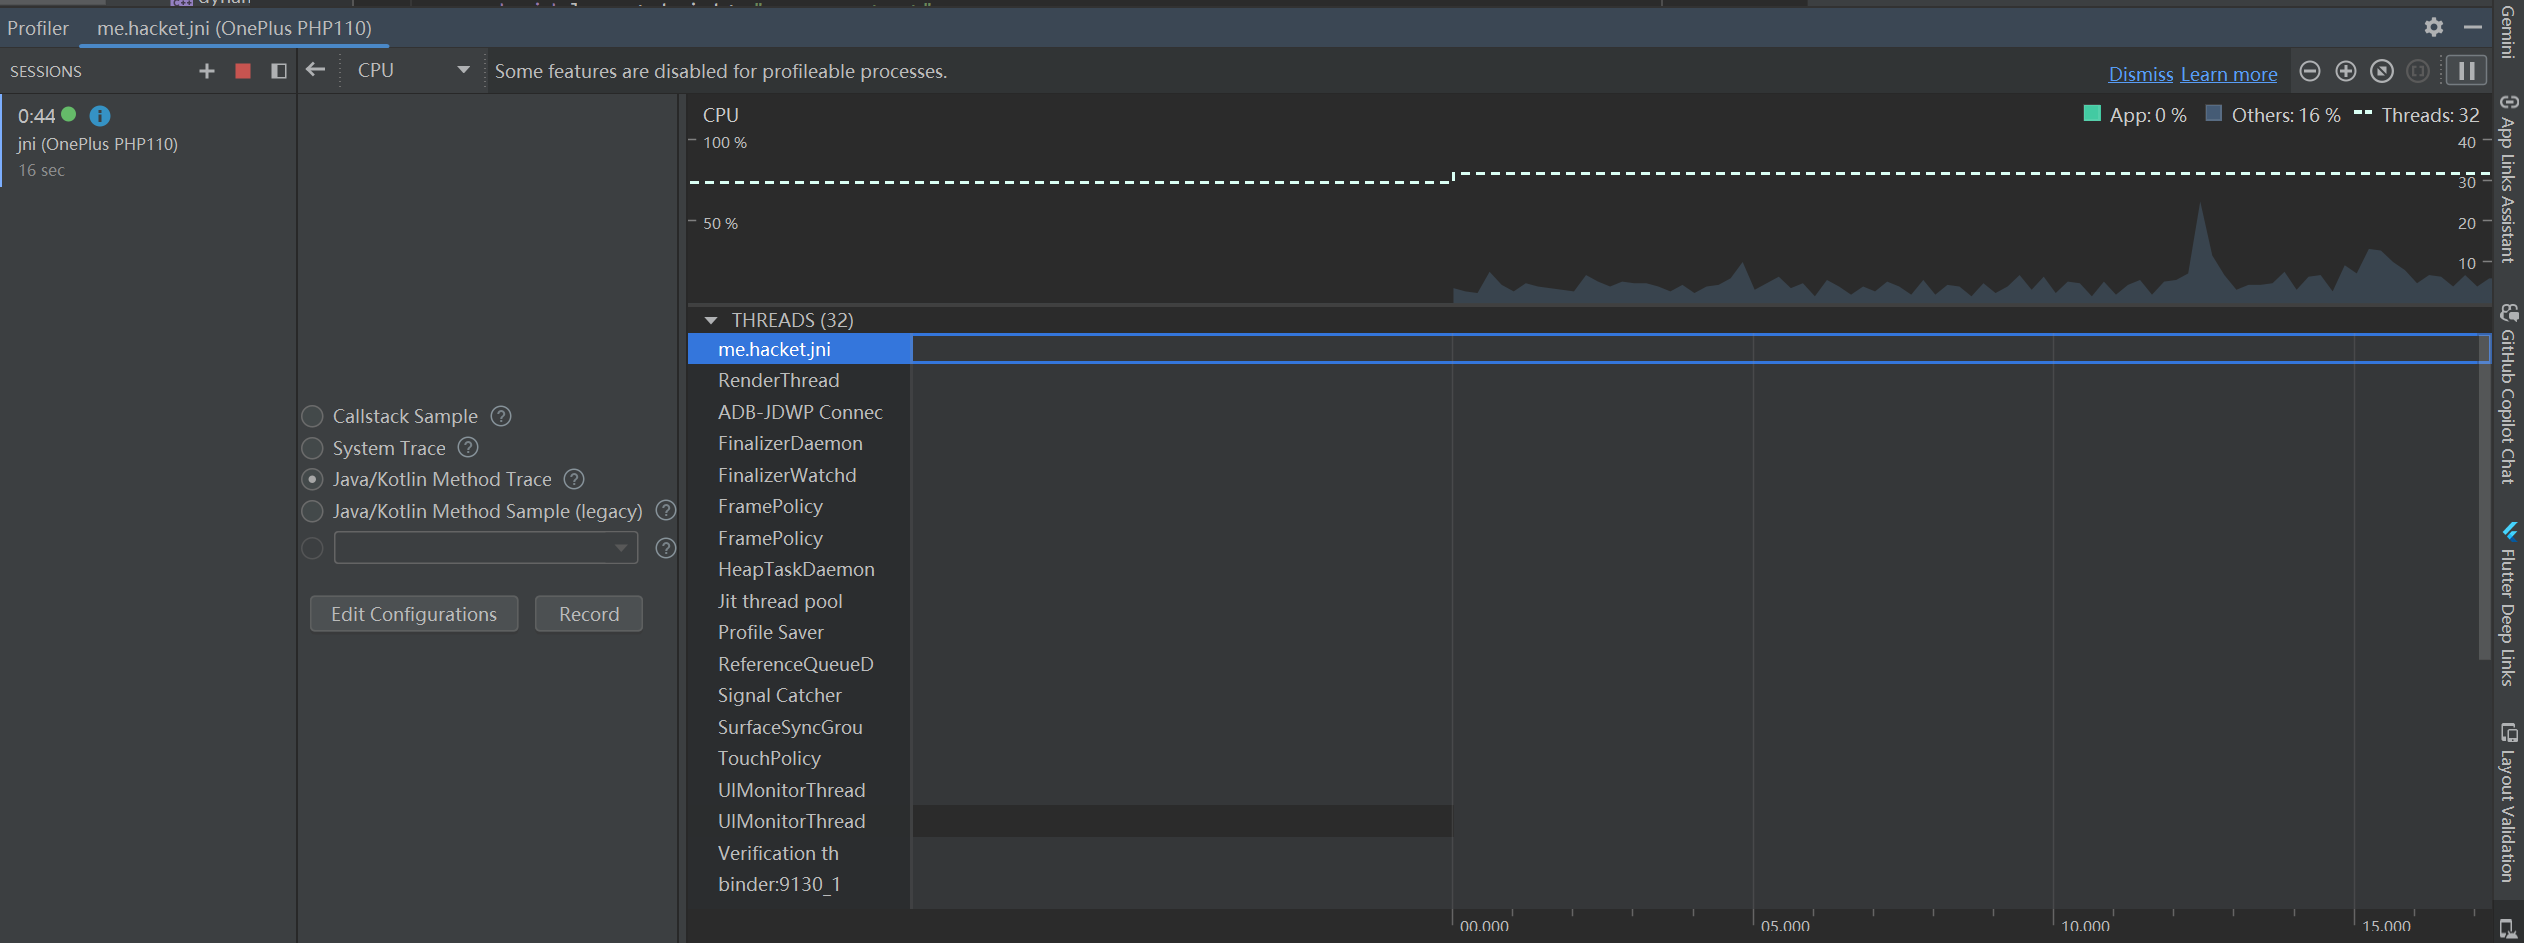 Profiler
me.hacket.jni (OnePlus PHP110)
SESSIONS
CPU
Some features are disabled for profileable processes.
Dismiss Learn more
0:44
jni (OnePlus PHP110)
16 sec
Callstack Sample ?
System Trace ?
Java/Kotlin Method Trace ?
Java/Kotlin Method Sample (legacy) ?
?
Edit Configurations
Record
CPU
App: 0 %
Others: 16 %
Threads: 32
100 %
50 %
40
30
20
10
THREADS (32)
me.hacket.jni
RenderThread
ADB-JDWP Connec
FinalizerDaemon
FinalizerWatchd
FramePolicy
FramePolicy
HeapTaskDaemon
Jit thread pool
Profile Saver
ReferenceQueueD
Signal Catcher
SurfaceSyncGrou
TouchPolicy
UIMonitorThread
UIMonitorThread
Verification th
binder:9130_1
00.000
05.000
10.000
15.000
Gemini
App Links Assistant
GitHub Copilot Chat
Flutter Deep Links
Layout Validation